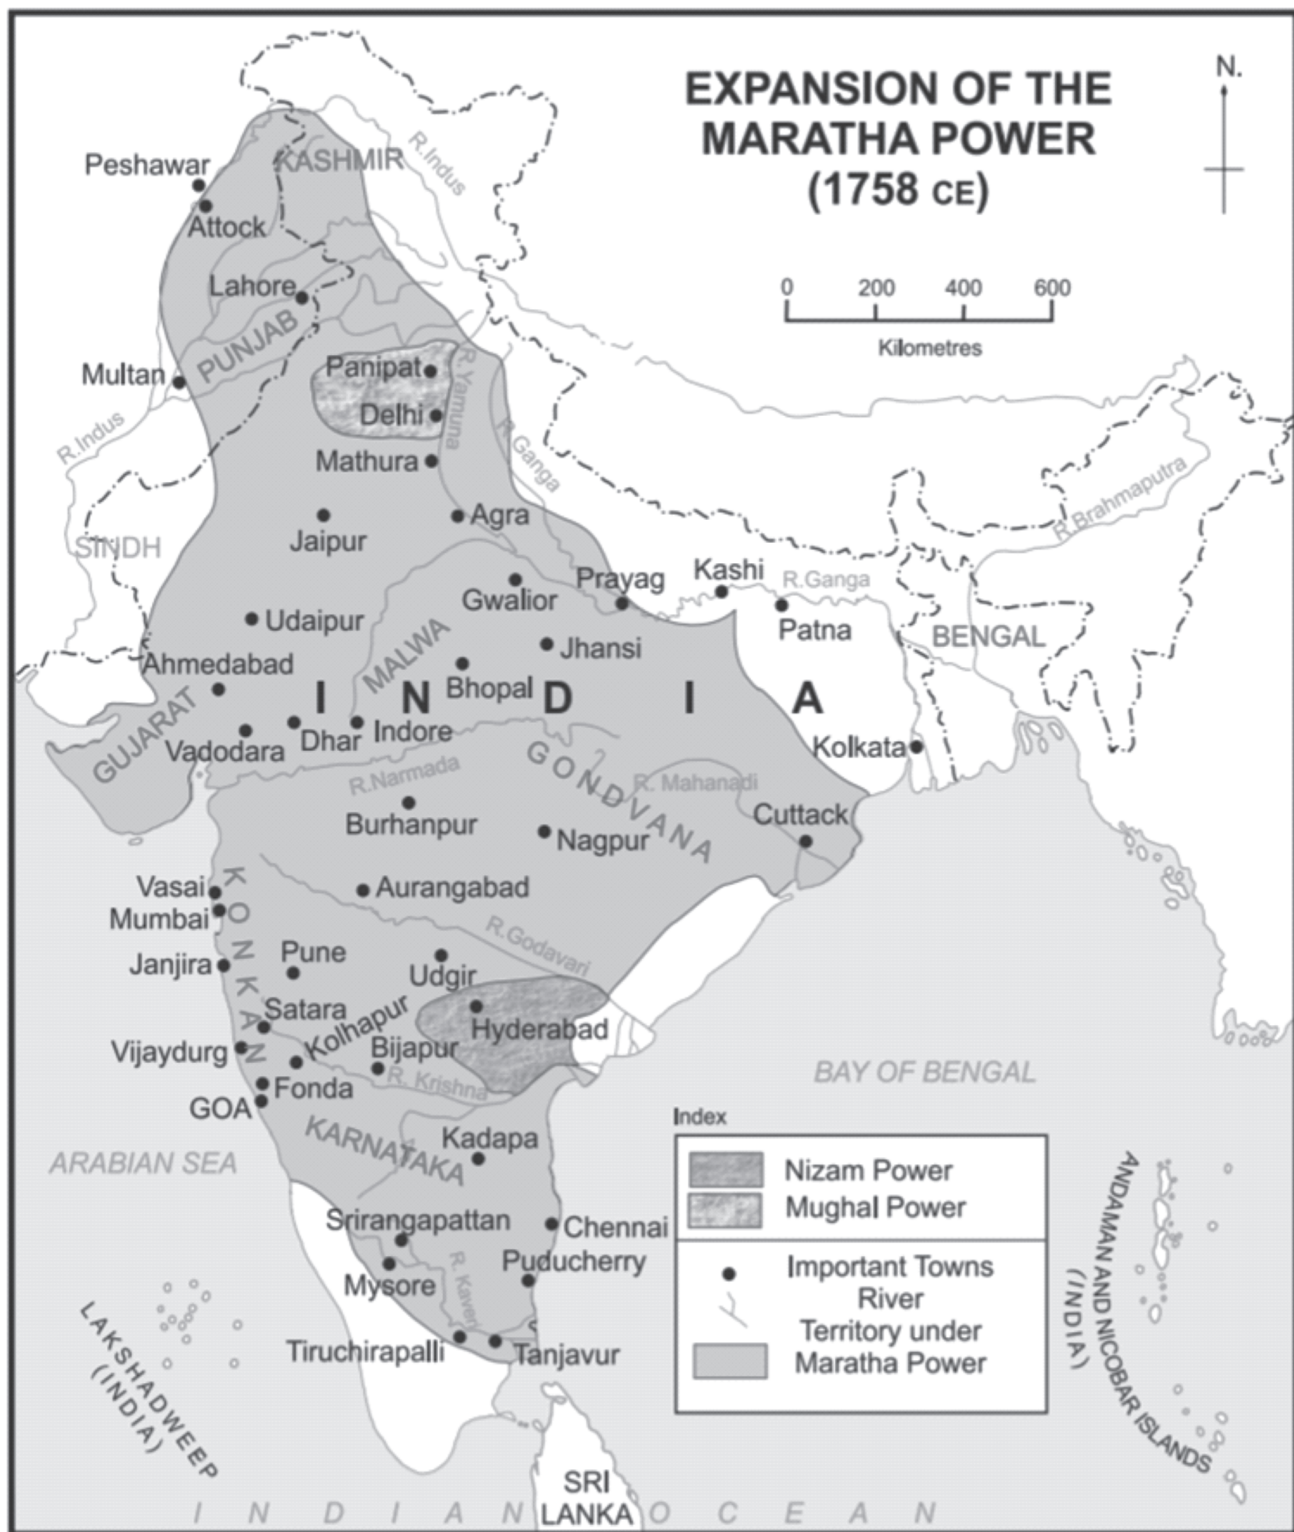 EXPANSION OF THE
MARATHA POWER
(1758 CE)
N.
0 200 400 600
Kilometres
Peshawar
KASHMIR
R.Indus
Attock
Lahore
PUNJAB
Multan
Panipat
R.Yamuna
Delhi
R.Indus
R.Ganga
Mathura
R.Brahmaputra
Agra
Jaipur
SINDH
Prayag
Kashi
R.Ganga
Gwalior
Udaipur
Patna
BENGAL
MALWA
Jhansi
Ahmedabad
Bhopal
I N D I A
GUJARAT
Dhar
Indore
Vadodara
Kolkata
R.Narmada
GONDVANA
R. Mahanadi
Burhanpur
Cuttack
Nagpur
Vasai
Aurangabad
KONKAN
Mumbai
R.Godavari
Janjira
Pune
Udgir
Satara
Kolhapur
Hyderabad
Vijaydurg
Bijapur
R. Krishna
Fonda
GOA
BAY OF BENGAL
KARNATAKA
Kadapa
ARABIAN SEA
Srirangapattan
Chennai
Puducherry
Mysore
R. Kaveri
Tiruchirapalli
Tanjavur
LAKSHADWEEP
(INDIA)
Index
Nizam Power
Mughal Power
Important Towns
River
Territory under
Maratha Power
ANDAMAN AND NICOBAR ISLANDS
(INDIA)
SRI
LANKA
INDIAN OCEAN